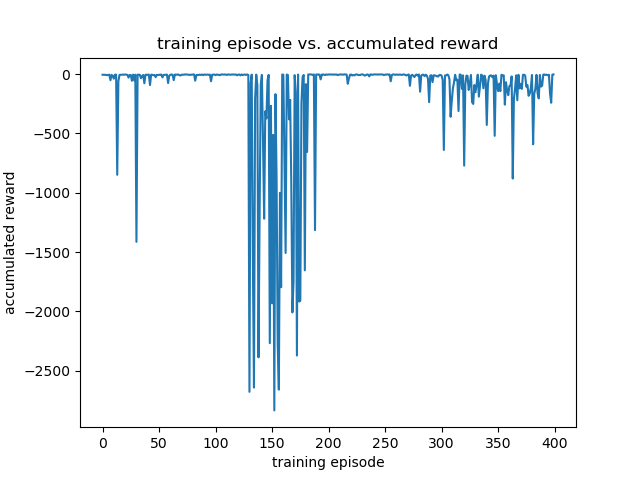 training episode vs. accumulated reward
0
−500
−1000
−1500
−2000
−2500
accumulated reward
0 50 100 150 200 250 300 350 400
training episode